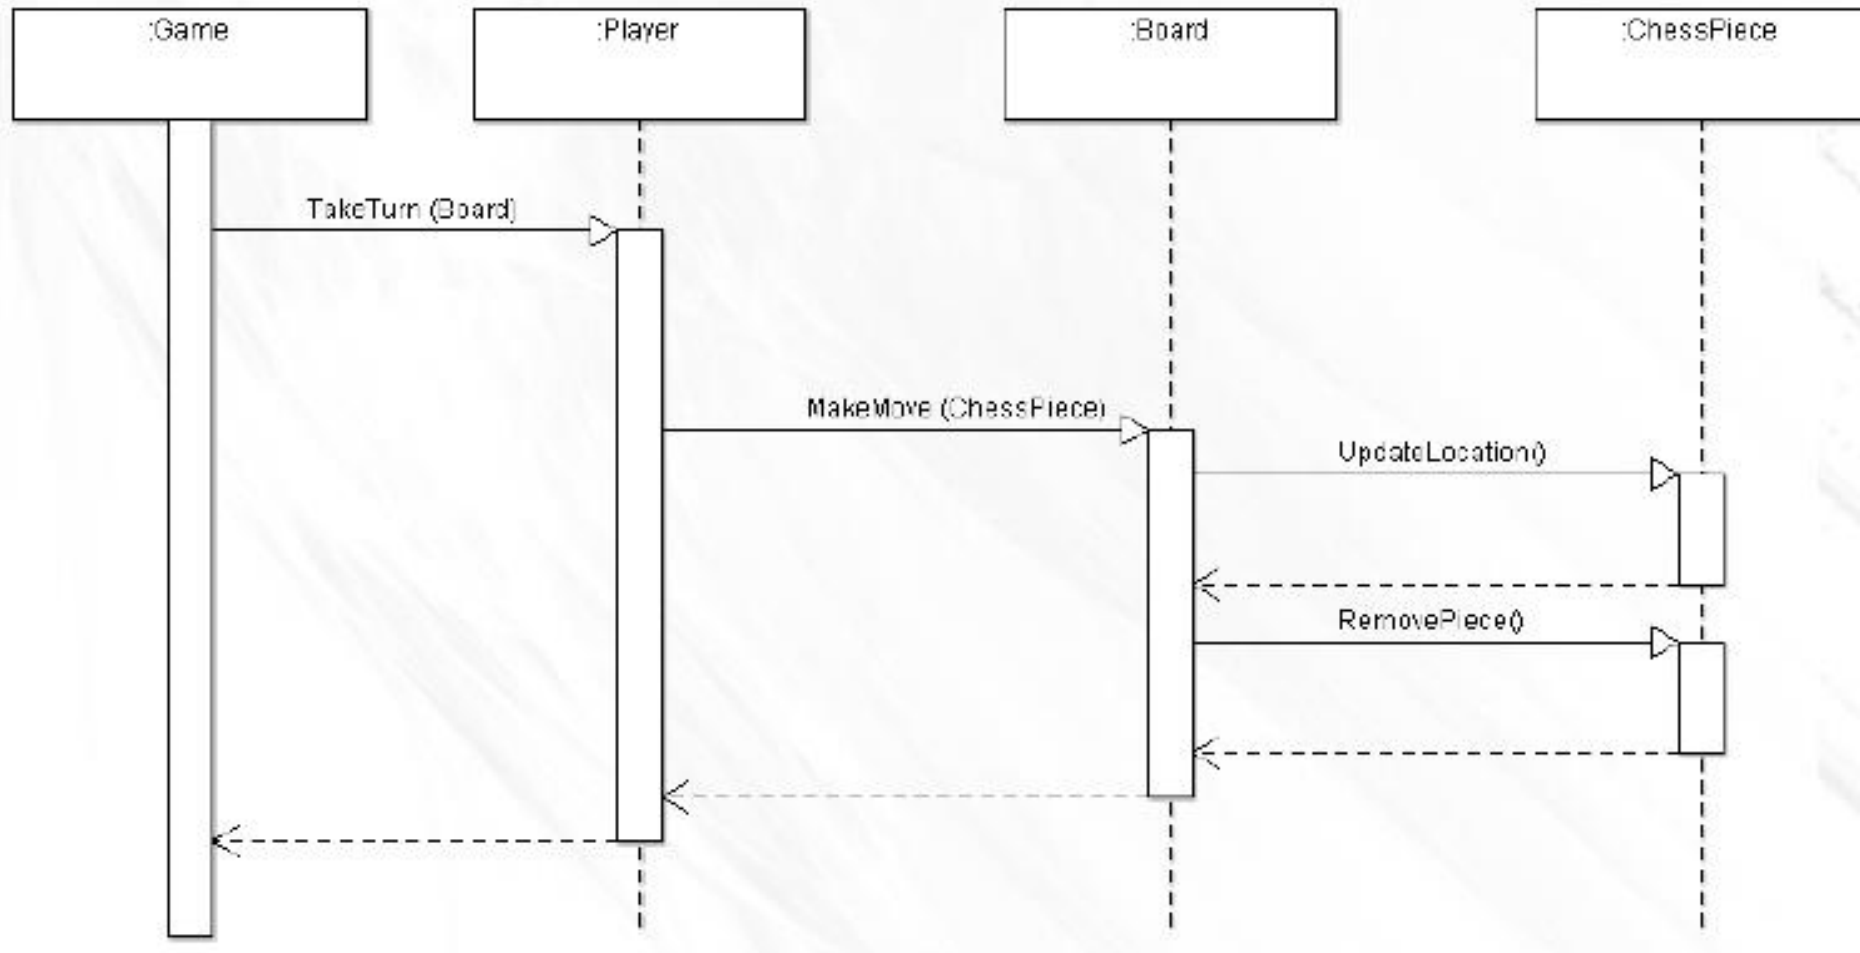 :Game
:Player
:Board
:ChessPiece
TakeTurn (Board)
MakeMove (ChessPiece)
UpdateLocation()
RemovePiece()